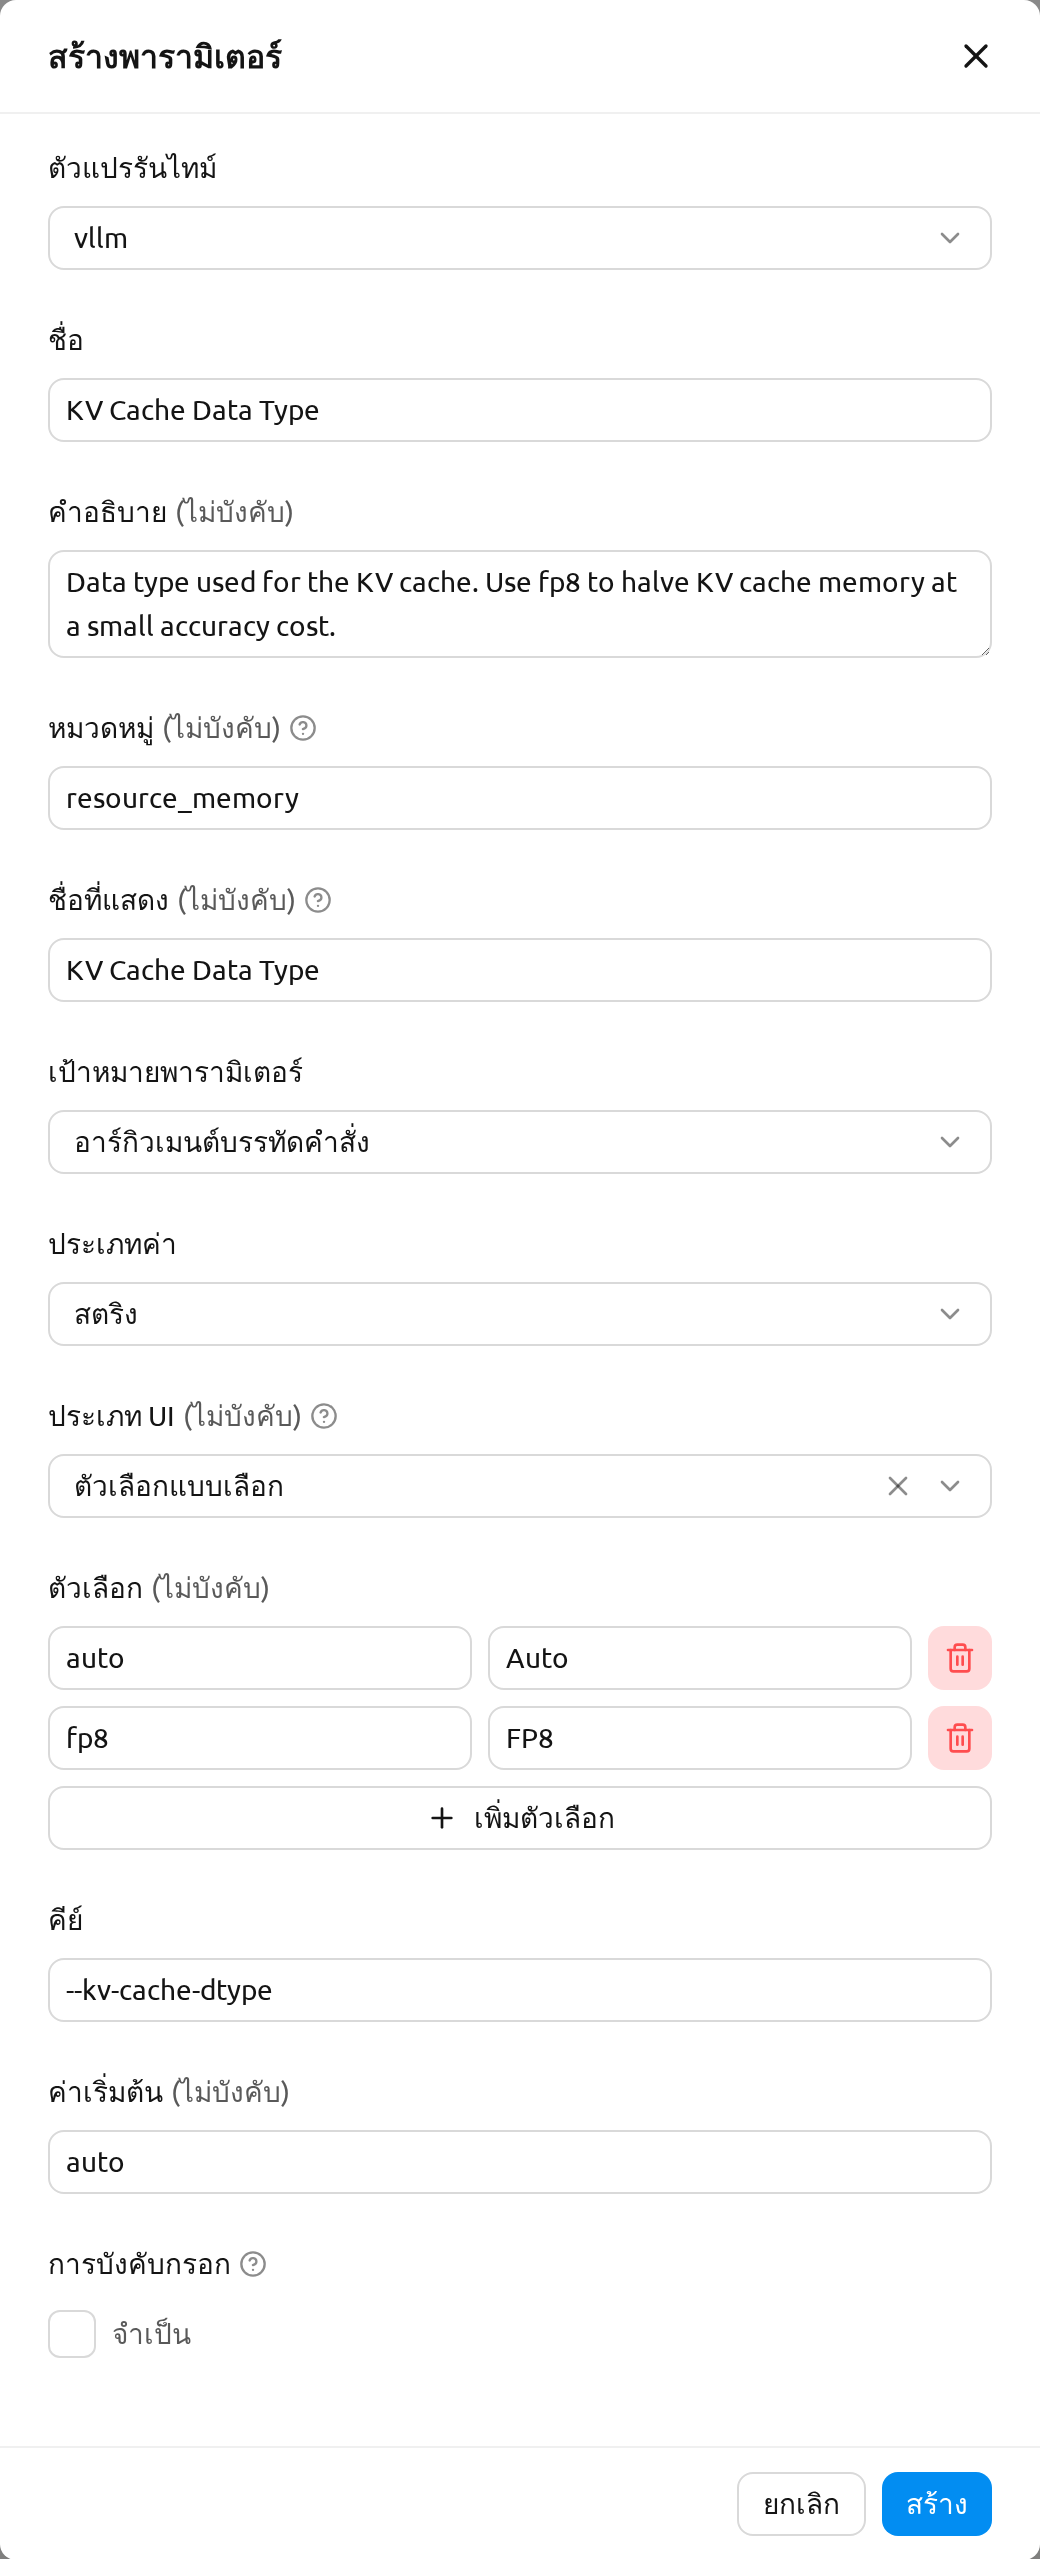 สร้างพารามิเตอร์
ตัวแปรรันไทม์
vllm
ชื่อ
KV Cache Data Type
คำอธิบาย (ไม่บังคับ)
Data type used for the KV cache. Use fp8 to halve KV cache memory at
a small accuracy cost.
หมวดหมู่ (ไม่บังคับ)
resource_memory
ชื่อที่แสดง (ไม่บังคับ)
KV Cache Data Type
เป้าหมายพารามิเตอร์
อาร์กิวเมนต์บรรทัดคำสั่ง
ประเภทค่า
สตริง
ประเภท UI (ไม่บังคับ)
ตัวเลือกแบบเลือก
ตัวเลือก (ไม่บังคับ)
auto Auto
fp8 FP8
เพิ่มตัวเลือก
คีย์
--kv-cache-dtype
ค่าเริ่มต้น (ไม่บังคับ)
auto
การบังคับกรอก
จำเป็น
ยกเลิก สร้าง